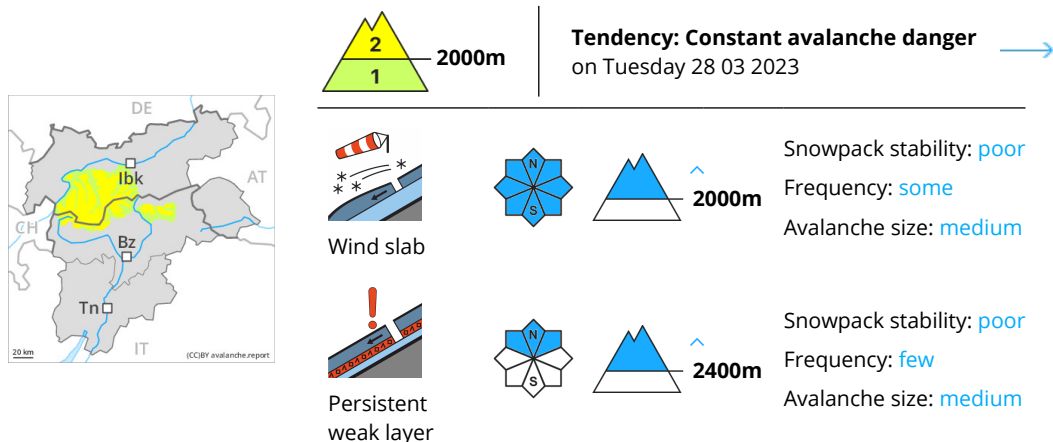 2
1
2000m
Tendency: Constant avalanche danger
on Tuesday 28 03 2023
DE
Ibk
AT
CH
Bz
Tn
IT
20 km
(CC)BY avalanche.report
Wind slab
N
S
2000m
Snowpack stability: poor
Frequency: some
Avalanche size: medium
Persistent
weak layer
N
S
2400m
Snowpack stability: poor
Frequency: few
Avalanche size: medium